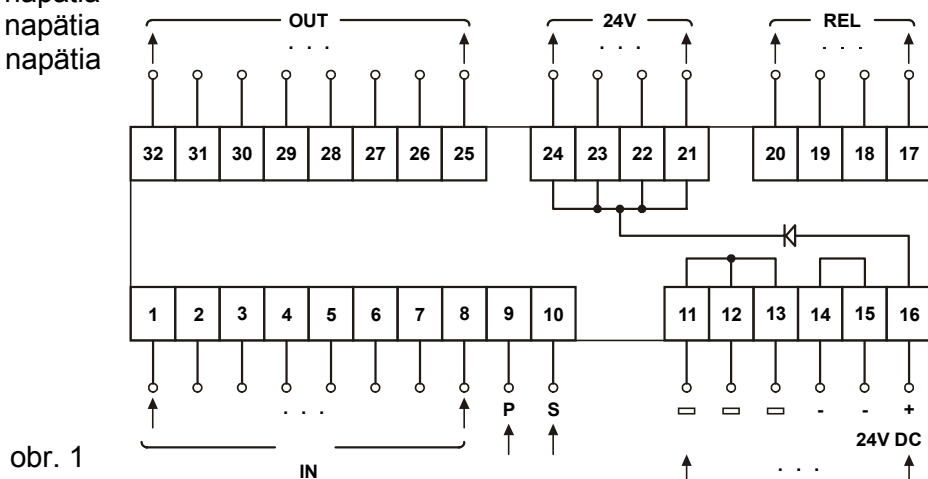 napätia
napätia
OUT
24V
REL
. . .
. . .
. . .
32 31 30 29 28 27 26 25 24 23 22 21 20 19 18 17
1 2 3 4 5 6 7 8 9 10 11 12 13 14 15 16
. . .
P S - - +
24V DC
obr. 1
IN
. . .